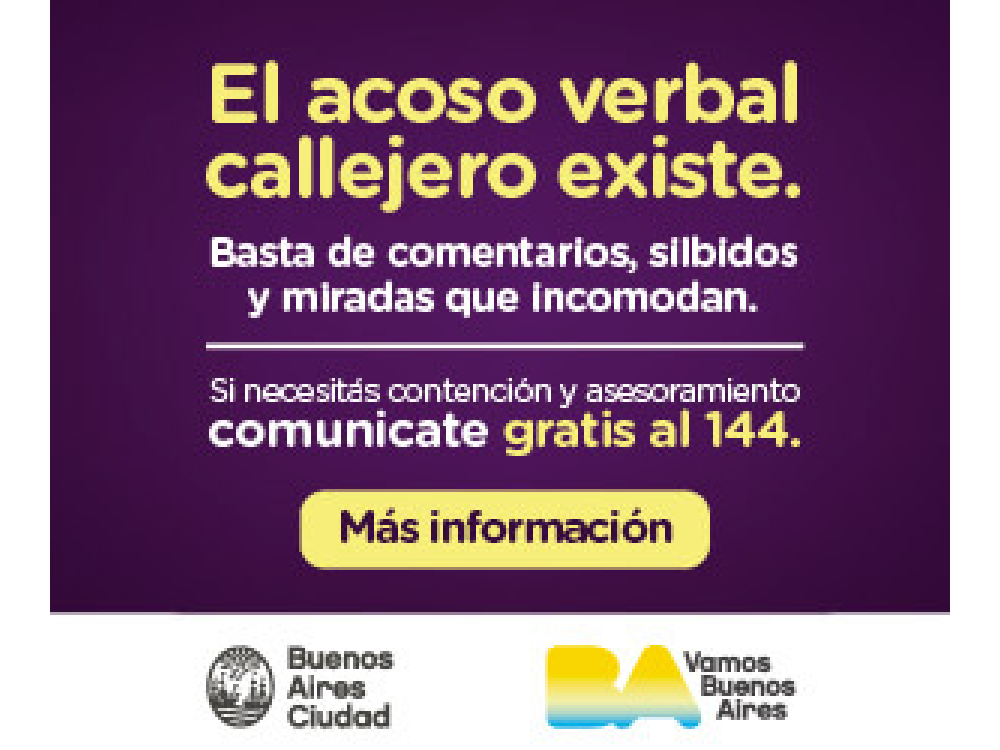 El acoso verbal
callejero existe.
Basta de comentarios, silbidos
y miradas que incomodan.
Si necesitás contención y asesoramiento
comunicate gratis al 144.
Más información
Buenos
Aires
Ciudad
BA
Vamos
Buenos
Aires